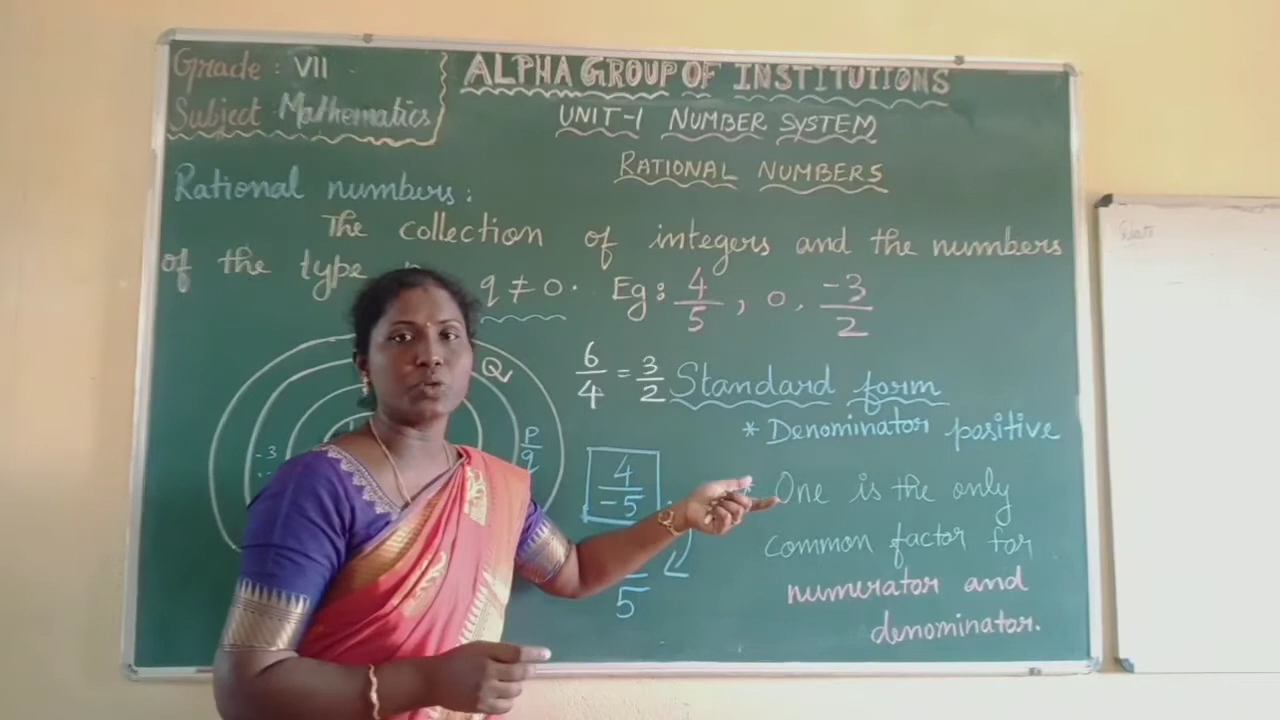 Grade : VII
Subject Mathematics
ALPHA GROUP OF INSTITUTIONS
UNIT-1 NUMBER SYSTEM
RATIONAL NUMBERS
Rational numbers:
The collection of integers and the numbers
of the type q ≠ 0. Eg: 4/5, 0, -3/2
Q
-3
p/q
6/4 = 3/2
Standard form
* Denominator positive
4/-5
5
One is the only
common factor for
numerator and
denominator.